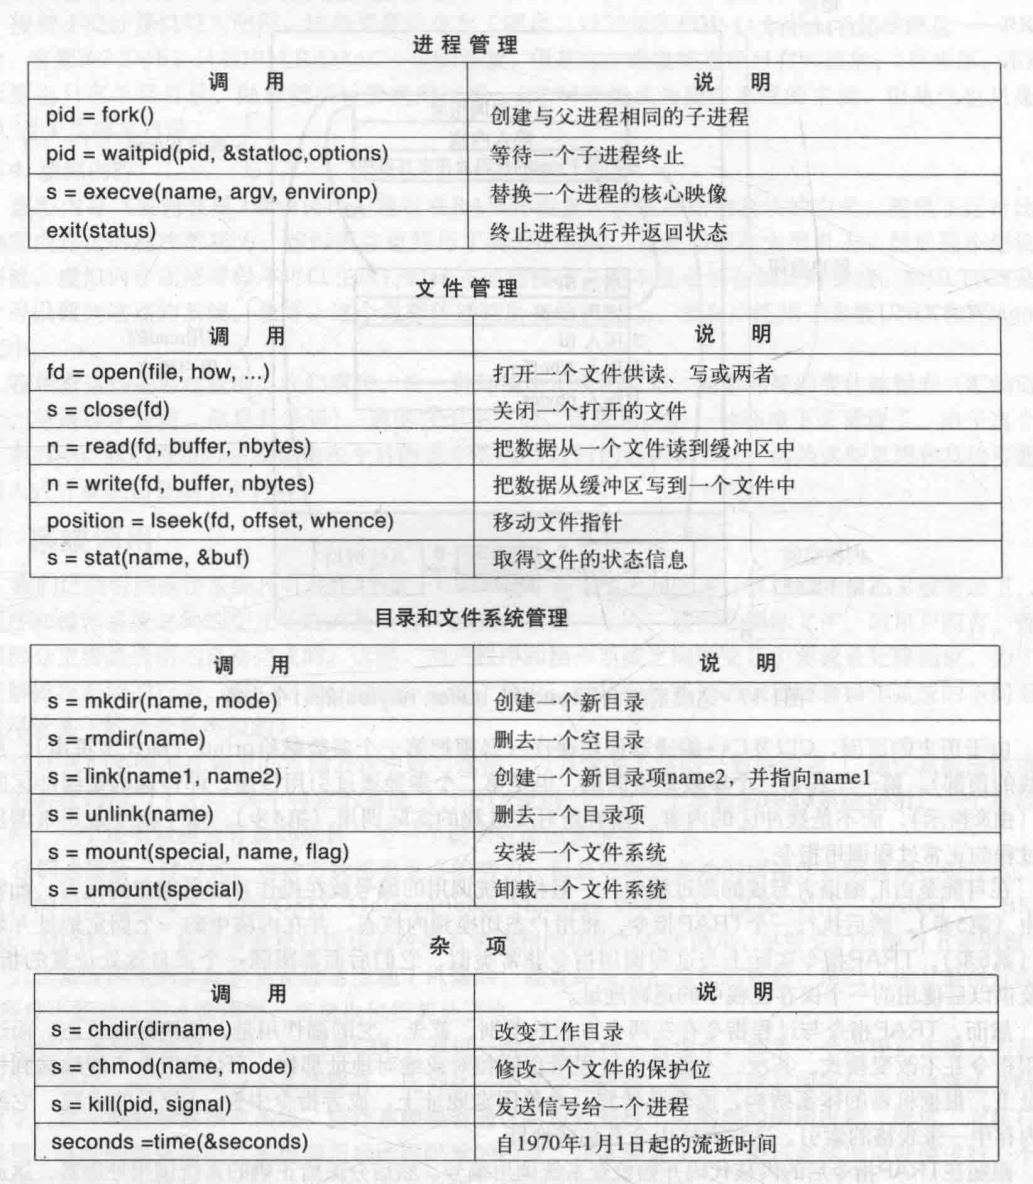 进程管理
调 用 说 明
pid = fork() 创建与父进程相同的子进程
pid = waitpid(pid, &statloc,options) 等待一个子进程终止
s = execve(name, argv, environp) 替换一个进程的核心映像
exit(status) 终止进程执行并返回状态
文件管理
调 用 说 明
fd = open(file, how, ...) 打开一个文件供读、写或两者
s = close(fd) 关闭一个打开的文件
n = read(fd, buffer, nbytes) 把数据从一个文件读到缓冲区中
n = write(fd, buffer, nbytes) 把数据从缓冲区写到一个文件中
position = lseek(fd, offset, whence) 移动文件指针
s = stat(name, &buf) 取得文件的状态信息
目录和文件系统管理
调 用 说 明
s = mkdir(name, mode) 创建一个新目录
s = rmdir(name) 删去一个空目录
s = link(name1, name2) 创建一个新目录项name2，并指向name1
s = unlink(name) 删去一个目录项
s = mount(special, name, flag) 安装一个文件系统
s = umount(special) 卸载一个文件系统
杂 项
调 用 说 明
s = chdir(dirname) 改变工作目录
s = chmod(name, mode) 修改一个文件的保护位
s = kill(pid, signal) 发送信号给一个进程
seconds =time(&seconds) 自1970年1月1日起的流逝时间